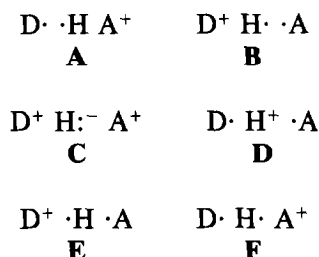 D· ·H A⁺ D⁺ H· ·A
A B
D⁺ H:⁻ A⁺ D· H⁺ ·A
C D
D⁺ ·H ·A D· H· A⁺
E F